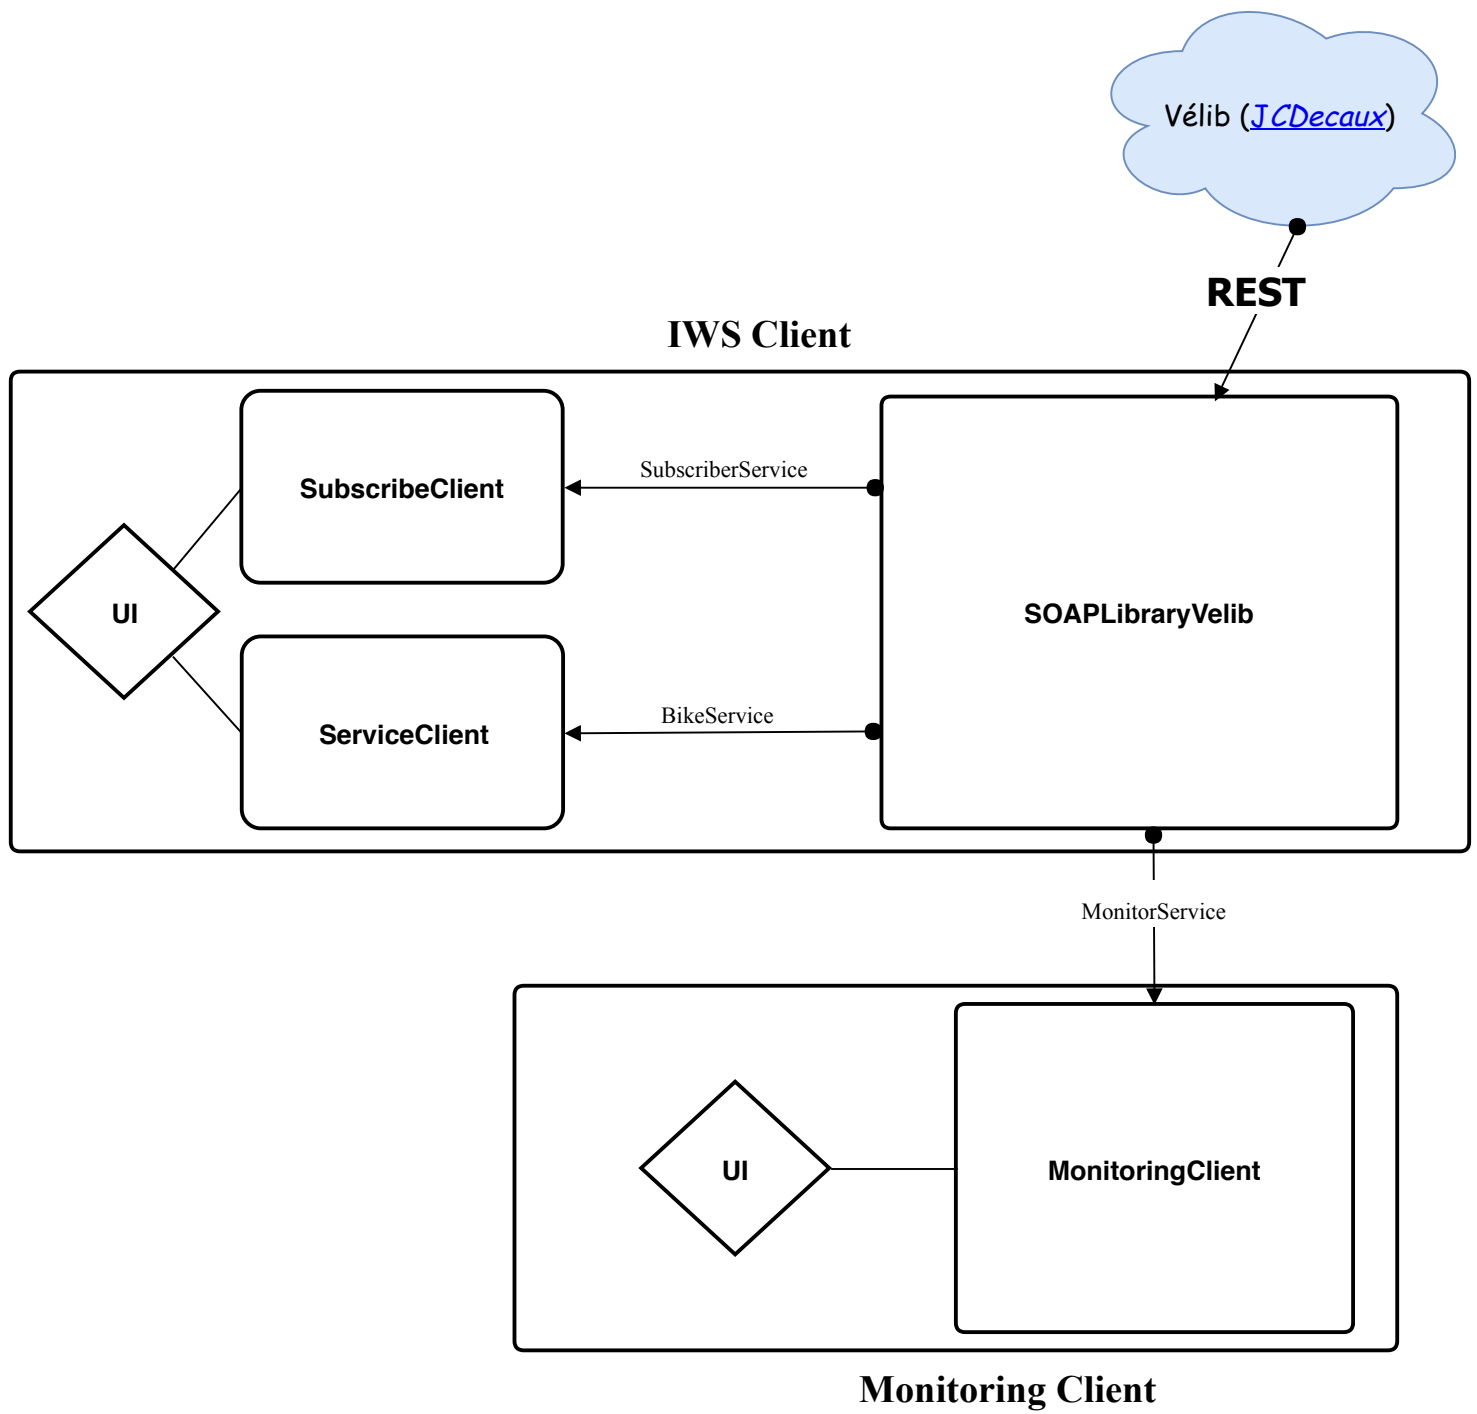 Vélib (JCDecaux)
REST
IWS Client
SubscribeClient
SubscriberService
SOAPLibraryVelib
UI
ServiceClient
BikeService
MonitorService
UI
MonitoringClient
Monitoring Client